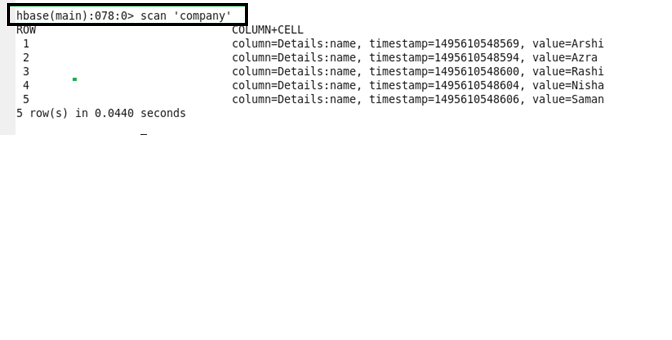 hbase(main):078:0> scan 'company'
ROW COLUMN+CELL
1 column=Details:name, timestamp=1495610548569, value=Arshi
2 column=Details:name, timestamp=1495610548594, value=Azra
3 column=Details:name, timestamp=1495610548600, value=Rashi
4 column=Details:name, timestamp=1495610548604, value=Nisha
5 column=Details:name, timestamp=1495610548606, value=Saman
5 row(s) in 0.0440 seconds